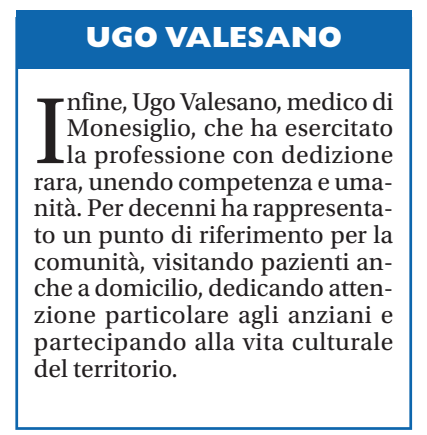 UGO VALESANO
Infine, Ugo Valesano, medico di
Monesiglio, che ha esercitato
la professione con dedizione
rara, unendo competenza e uma-
nità. Per decenni ha rappresenta-
to un punto di riferimento per la
comunità, visitando pazienti an-
che a domicilio, dedicando atten-
zione particolare agli anziani e
partecipando alla vita culturale
del territorio.